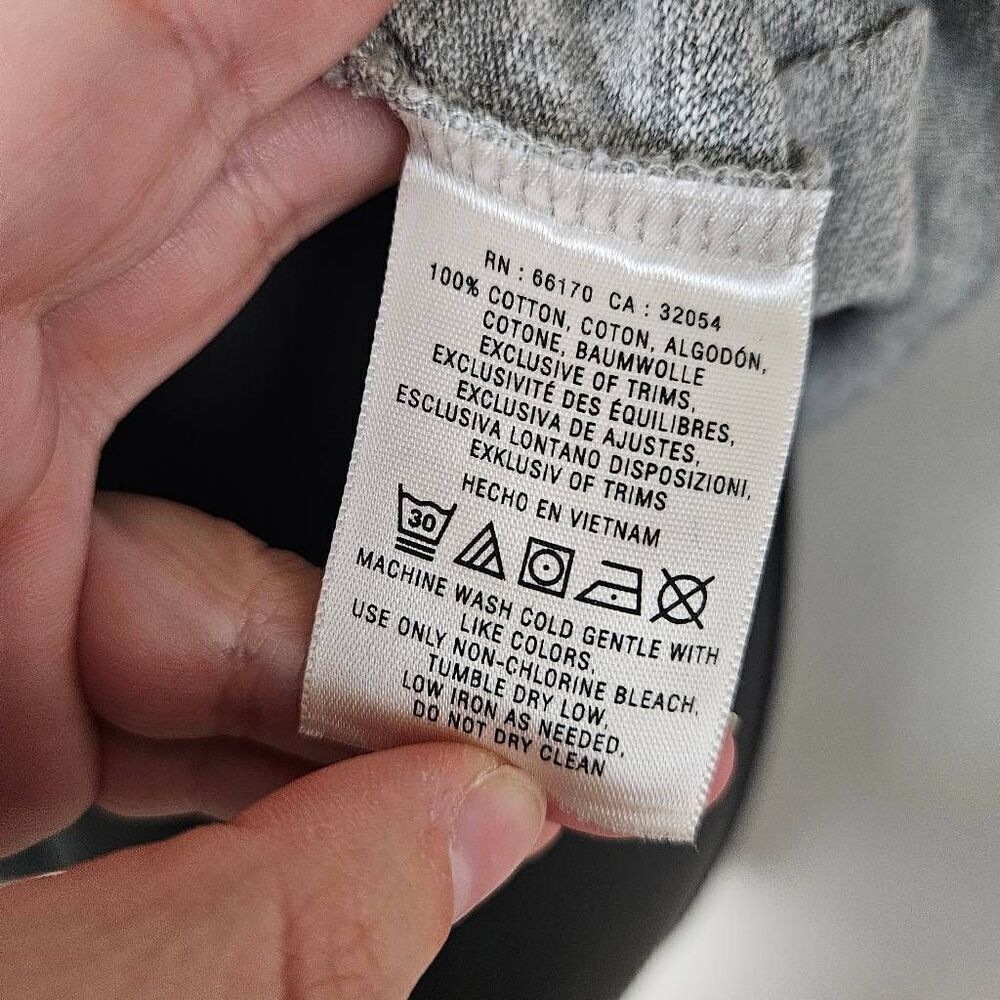 RN : 66170 CA : 32054
100% COTTON, COTON, ALGODÓN,
COTONE, BAUMWOLLE
EXCLUSIVE OF TRIMS,
EXCLUSIVITÉ DES ÉQUILIBRES,
EXCLUSIVA DE AJUSTES,
ESCLUSIVA LONTANO DISPOSIZIONI,
EXKLUSIV OF TRIMS
HECHO EN VIETNAM
30
MACHINE WASH COLD GENTLE WITH
LIKE COLORS,
USE ONLY NON-CHLORINE BLEACH,
TUMBLE DRY LOW,
LOW IRON AS NEEDED,
DO NOT DRY CLEAN